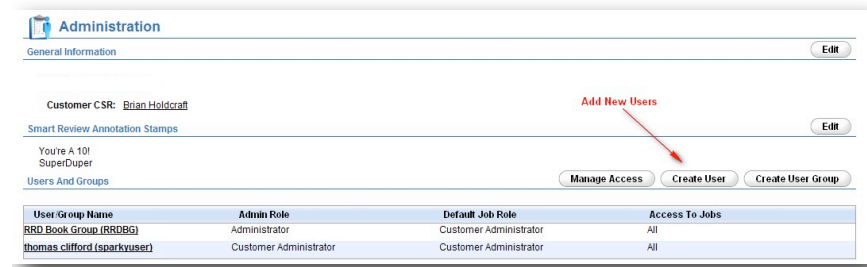 Administration
General Information Edit
Customer CSR: Brian Holdcraft
Add New Users
Smart Review Annotation Stamps Edit
You're A 10!
SuperDuper
Users And Groups Manage Access Create User Create User Group
User/Group Name Admin Role Default Job Role Access To Jobs
RRD Book Group (RRDBG) Administrator Customer Administrator All
thomas clifford (sparkyuser) Customer Administrator Customer Administrator All